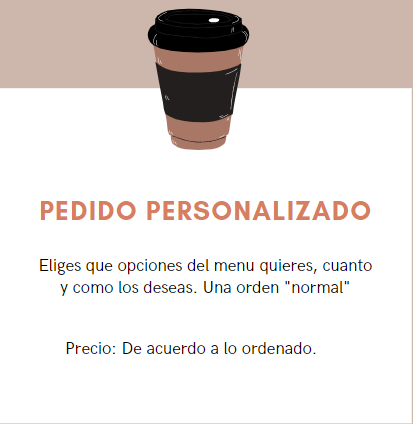 PEDIDO PERSONALIZADO
Eliges que opciones del menu quieres, cuanto
y como los deseas. Una orden "normal"
Precio: De acuerdo a lo ordenado.